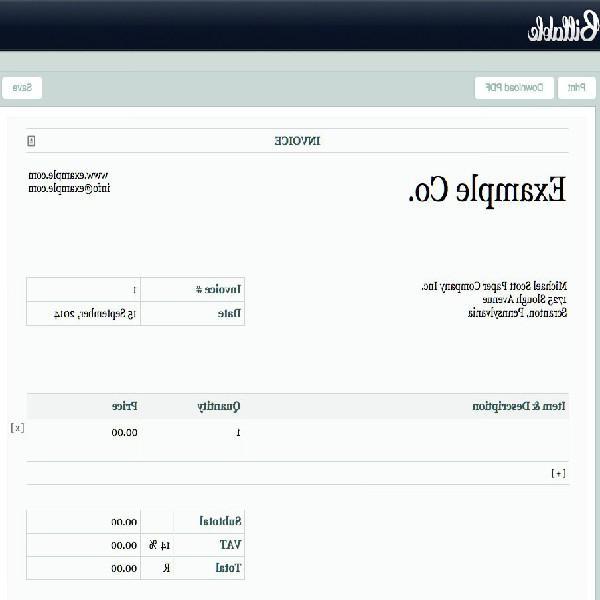 Billable
Print Download PDF Save
INVOICE
Example Co.
www.example.com
info@example.com
Michael Scott Paper Company Inc.
1725 Slough Avenue
Scranton, Pennsylvania
Invoice # 1
Date 15 September, 2014
Item & Description Quantity Price
1 00.00 [x]
[+]
Subtotal 00.00
VAT 14 % 00.00
Total R 00.00